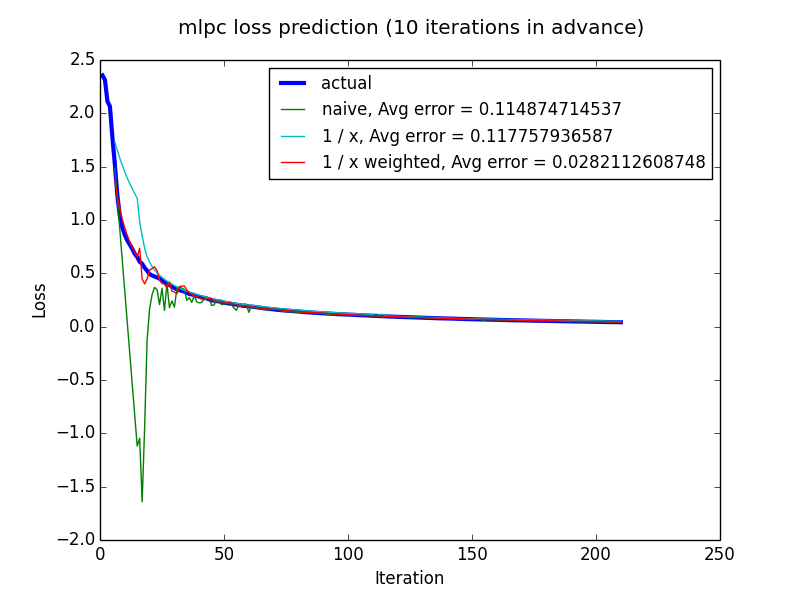 mlpc loss prediction (10 iterations in advance)
2.5
2.0
1.5
1.0
0.5
0.0
−0.5
−1.0
−1.5
−2.0
Loss
actual
naive, Avg error = 0.114874714537
1 / x, Avg error = 0.117757936587
1 / x weighted, Avg error = 0.0282112608748
0 50 100 150 200 250
Iteration